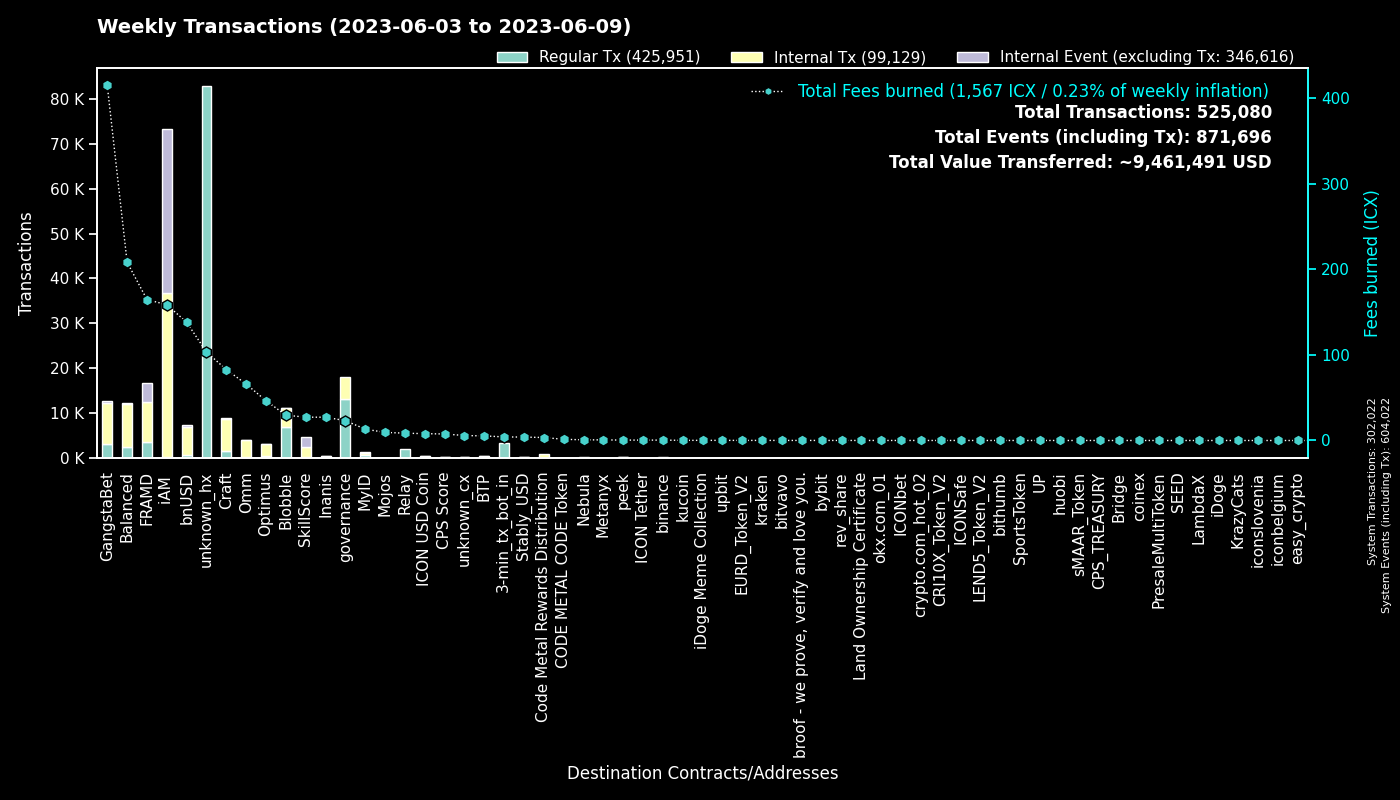 Weekly Transactions (2023-06-03 to 2023-06-09)
Regular Tx (425,951)
Internal Tx (99,129)
Internal Event (excluding Tx: 346,616)
Total Fees burned (1,567 ICX / 0.23% of weekly inflation)
Total Transactions: 525,080
Total Events (including Tx): 871,696
Total Value Transferred: ~9,461,491 USD
Transactions
80 K
70 K
60 K
50 K
40 K
30 K
20 K
10 K
0 K
400
300
200
100
0
Fees burned (ICX)
System Transactions: 302,022
System Events (including Tx): 604,022
GangstaBet
Balanced
FRAMD
iAM
bnUSD
unknown_hx
Craft
Omm
Optimus
Blobble
SkillScore
Inanis
governance
MyID
Mojos
Relay
ICON USD Coin
CPS Score
unknown_cx
BTP
3-min_tx_bot_in
Stably_USD
Code Metal Rewards Distribution
CODE METAL CODE Token
Nebula
Metanyx
peek
ICON Tether
binance
kucoin
iDoge Meme Collection
upbit
EURD_Token_V2
kraken
bitvavo
broof - we prove, verify and love you.
bybit
rev_share
Land Ownership Certificate
okx.com_01
ICONbet
crypto.com_hot_02
CRI10X_Token_V2
ICONSafe
LEND5_Token_V2
bithumb
SportsToken
UP
huobi
sMAAR_Token
CPS_TREASURY
Bridge
coinex
PresaleMultiToken
SEED
LambdaX
iDoge
KrazyCats
iconslovenia
iconbelgium
easy_crypto
Destination Contracts/Addresses